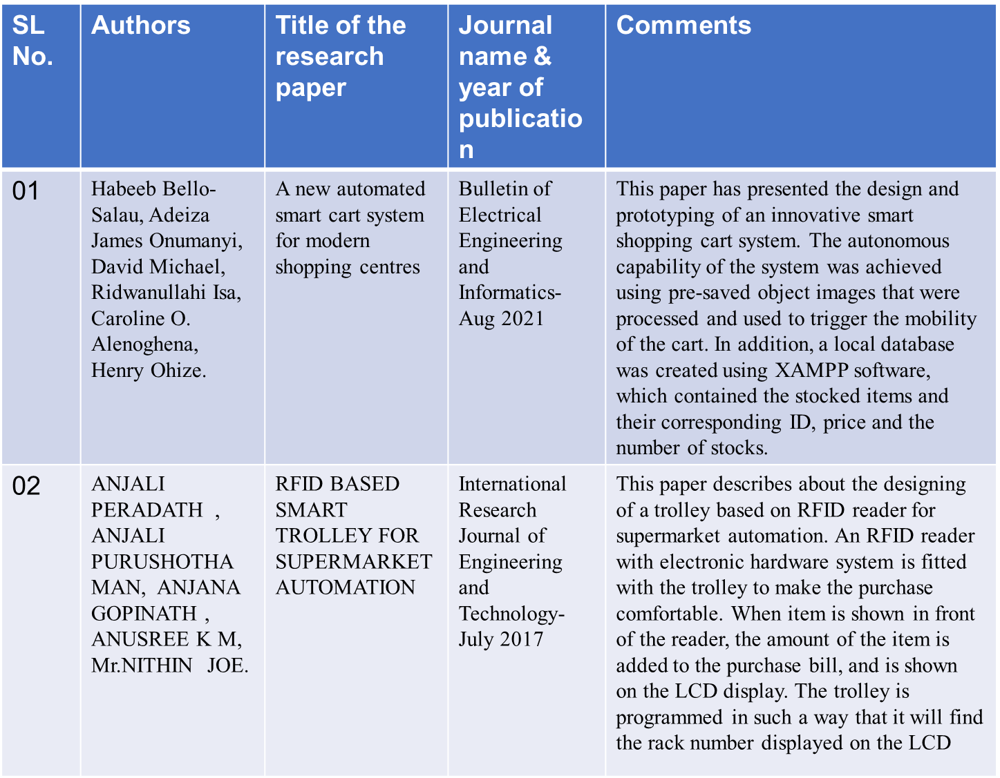 SL
No.
Authors
Title of the
research
paper
Journal
name &
year of
publicatio
n
Comments
01
Habeeb Bello-
Salau, Adeiza
James Onumanyi,
David Michael,
Ridwanullahi Isa,
Caroline O.
Alenoghena,
Henry Ohize.
A new automated
smart cart system
for modern
shopping centres
Bulletin of
Electrical
Engineering
and
Informatics-
Aug 2021
This paper has presented the design and
prototyping of an innovative smart
shopping cart system. The autonomous
capability of the system was achieved
using pre-saved object images that were
processed and used to trigger the mobility
of the cart. In addition, a local database
was created using XAMPP software,
which contained the stocked items and
their corresponding ID, price and the
number of stocks.
02
ANJALI
PERADATH ,
ANJALI
PURUSHOTHA
MAN, ANJANA
GOPINATH ,
ANUSREE K M,
Mr.NITHIN JOE.
RFID BASED
SMART
TROLLEY FOR
SUPERMARKET
AUTOMATION
International
Research
Journal of
Engineering
and
Technology-
July 2017
This paper describes about the designing
of a trolley based on RFID reader for
supermarket automation. An RFID reader
with electronic hardware system is fitted
with the trolley to make the purchase
comfortable. When item is shown in front
of the reader, the amount of the item is
added to the purchase bill, and is shown
on the LCD display. The trolley is
programmed in such a way that it will find
the rack number displayed on the LCD